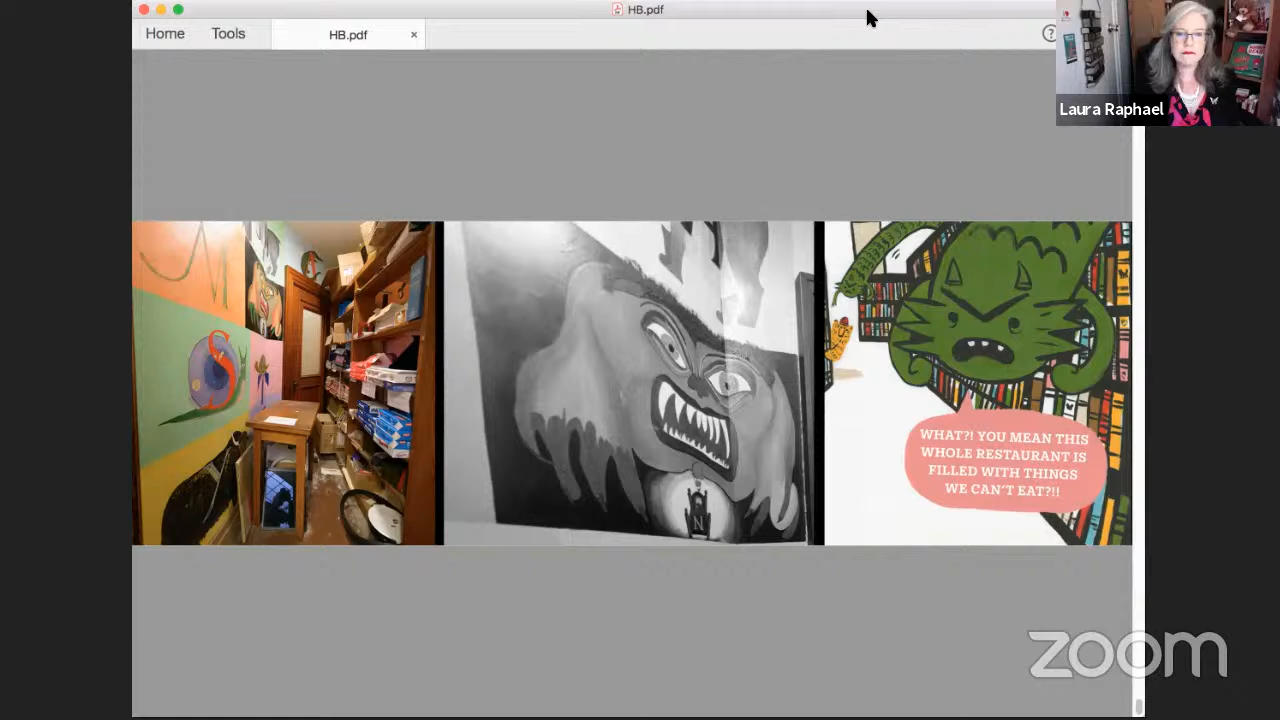 HB.pdf
Home
Tools
HB.pdf
×
?
Laura Raphael
M
S
N
WHAT?! YOU MEAN THIS
WHOLE RESTAURANT IS
FILLED WITH THINGS
WE CAN'T EAT?!!
zoom